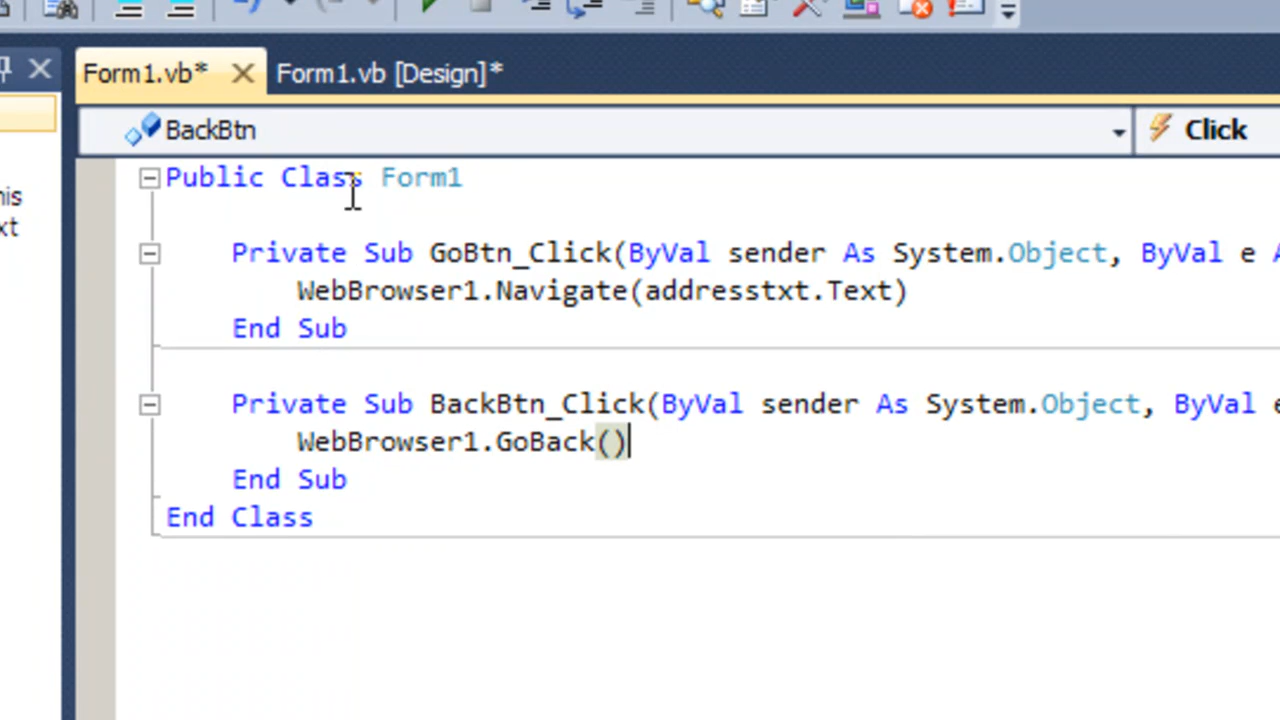 Form1.vb* Form1.vb [Design]*
BackBtn Click
Public Class Form1
Private Sub GoBtn_Click(ByVal sender As System.Object, ByVal e
WebBrowser1.Navigate(addresstxt.Text)
End Sub
Private Sub BackBtn_Click(ByVal sender As System.Object, ByVal
WebBrowser1.GoBack()
End Sub
End Class